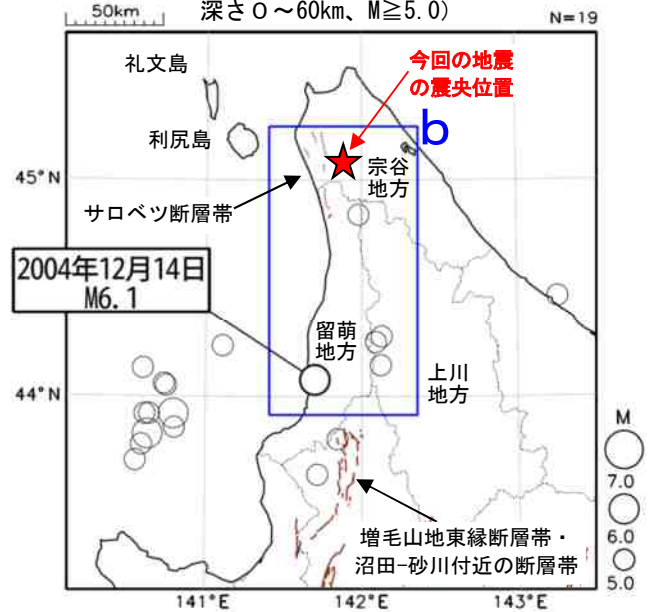 50km
深さ0～60km、M≧5.0)
N=19
礼文島
今回の地震
の震央位置
利尻島
b
45°N
宗谷
地方
サロベツ断層帯
2004年12月14日
M6.1
留萌
地方
上川
地方
44°N
M
7.0
6.0
5.0
増毛山地東縁断層帯・
沼田-砂川付近の断層帯
141°E
142°E
143°E